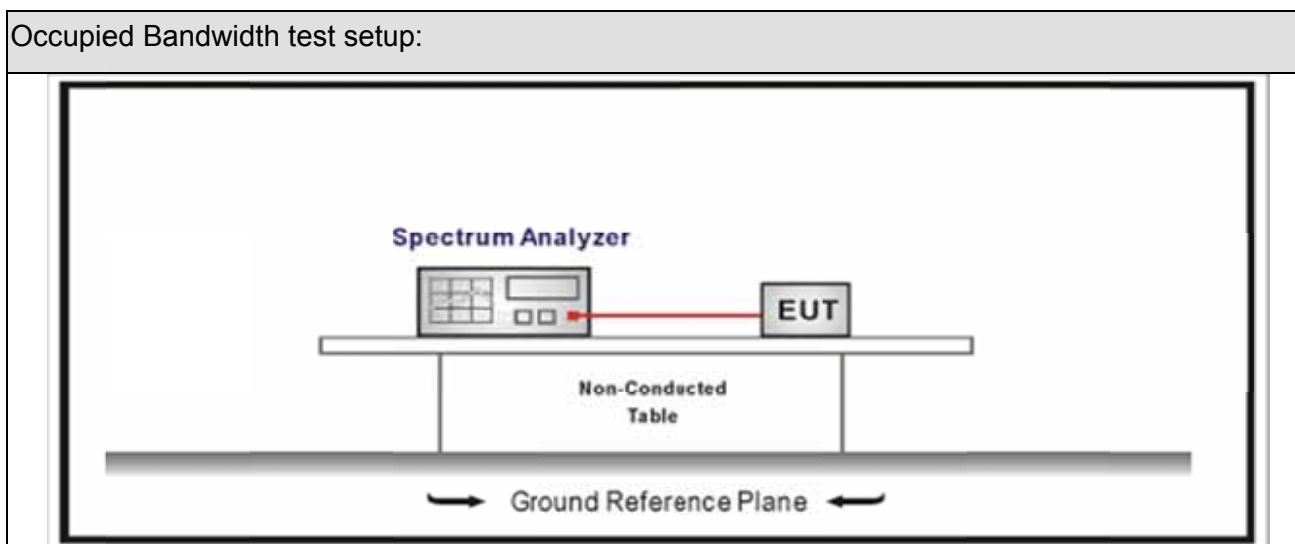 Occupied Bandwidth test setup:
Spectrum Analyzer
EUT
Non-Conducted
Table
Ground Reference Plane